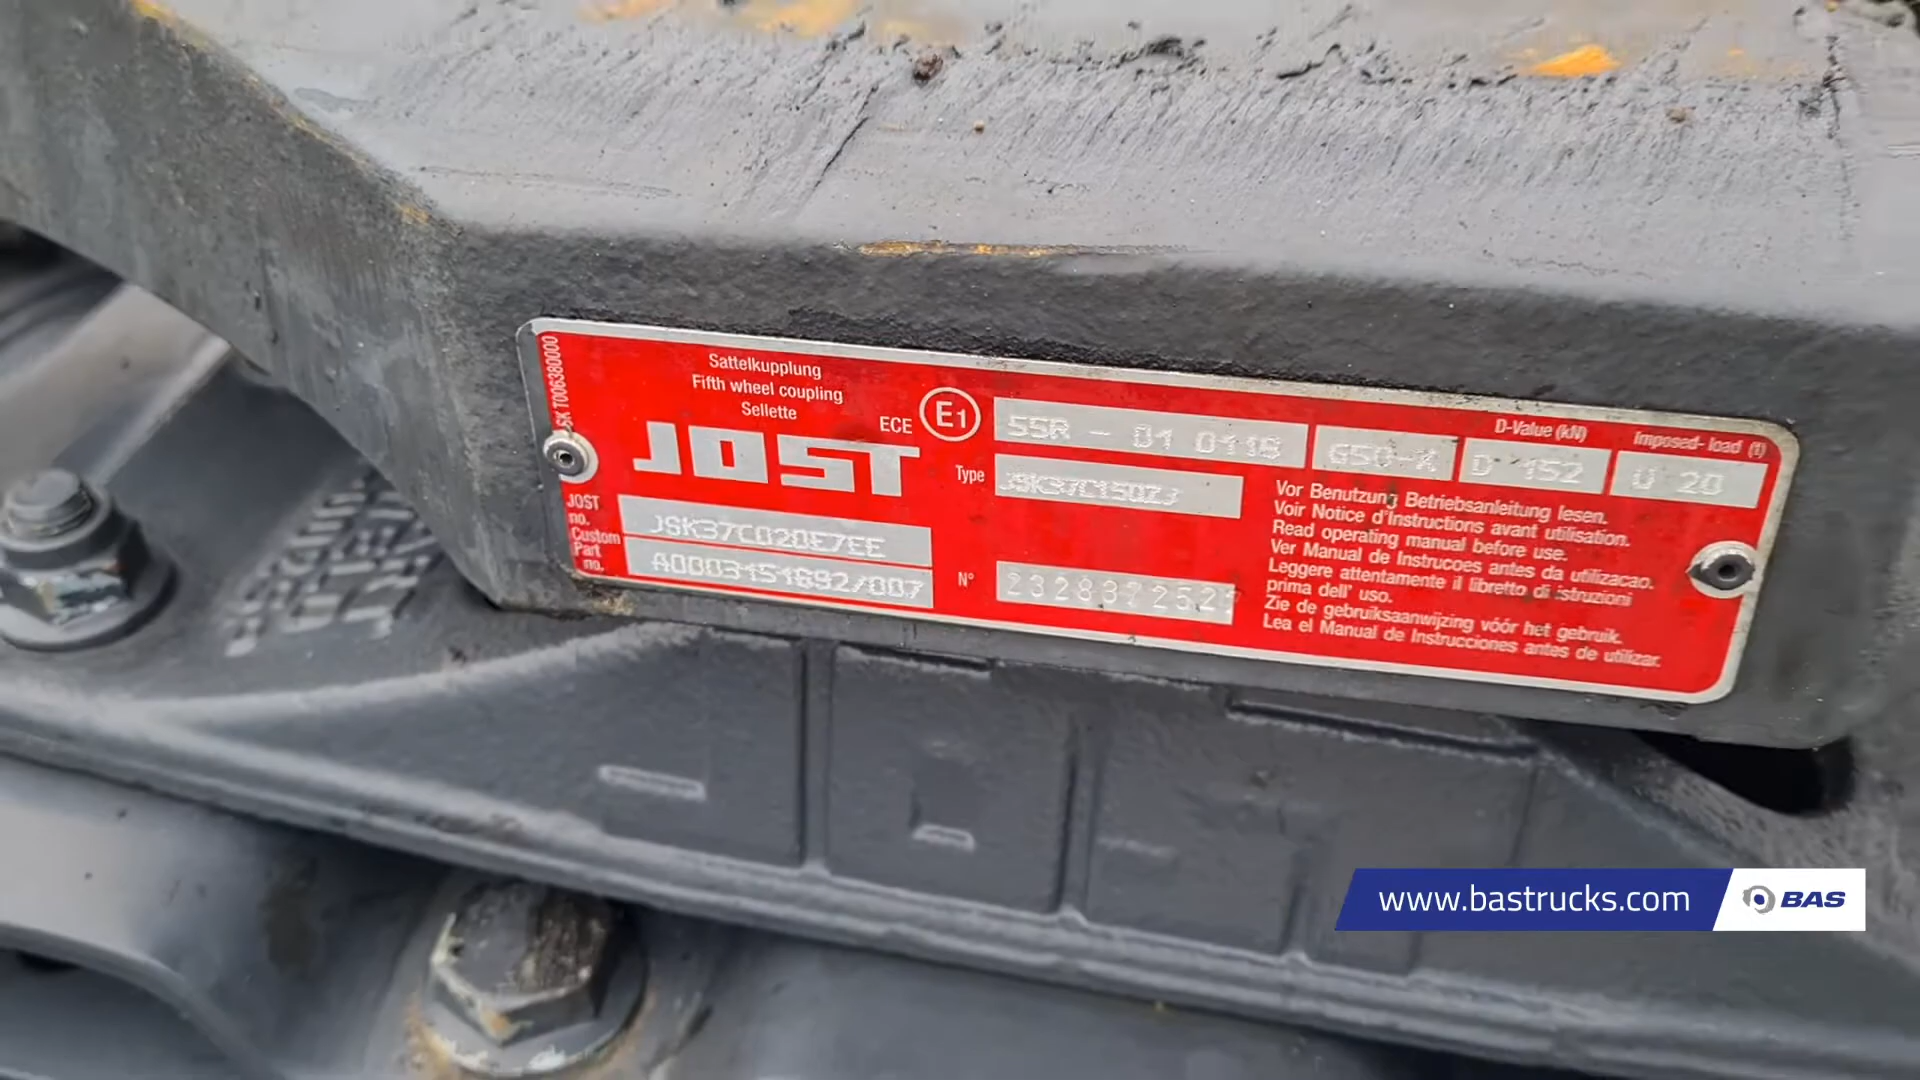 SK T006380000
Sattelkupplung
Fifth wheel coupling
Sellette
JOST
ECE E1 55R - 01 0118 G50-X
D-Value (kN)
D 152
Imposed- load (t)
U 20
Type JSK37C150ZJ
JOST
no.
JSK37C020E7EE
Custom
Part
no.
A0003151692/007
N°
Vor Benutzung Betriebsanleitung lesen.
Voir Notice d'Instructions avant utilisation.
Read operating manual before use.
Ver Manual de Instrucoes antes da utilizacao.
Leggere attentamente il libretto di istruzioni
prima dell' uso.
Zie de gebruiksaanwijzing vóór het gebruik.
Lea el Manual de Instrucciones antes de utilizar.
www.bastrucks.com
BAS